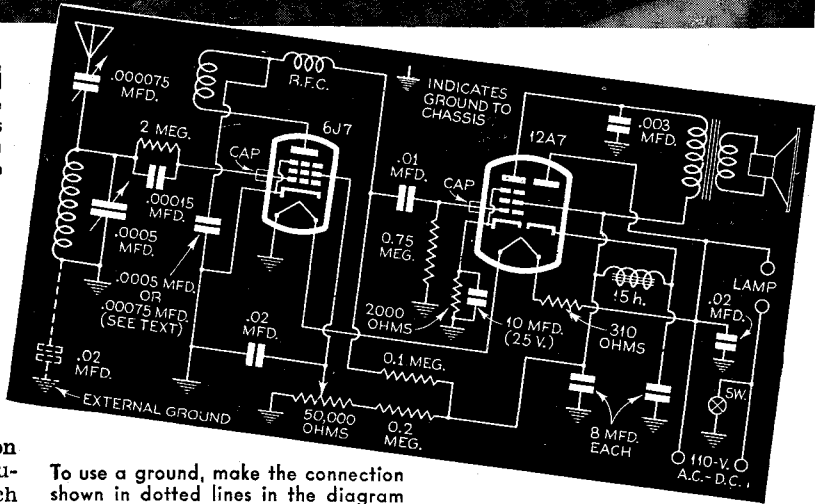 .000075
MFD.
R.F.C.
INDICATES
GROUND TO
CHASSIS
2 MEG.
6J7
12A7
.003
MFD.
CAP
.01
MFD.
CAP
.00015
MFD.
.0005
MFD.
0.75
MEG.
.0005 MFD.
OR
.00075 MFD.
(SEE TEXT)
2000
OHMS
10 MFD.
(25 V.)
15 h.
310
OHMS
LAMP
.02
MFD.
.02
MFD.
.02
MFD.
0.1 MEG.
SW.
EXTERNAL GROUND
50,000
OHMS
0.2
MEG.
8 MFD.
EACH
110-V.
A.C.-D.C.
on
u-
ch
To use a ground, make the connection
shown in dotted lines in the diagram